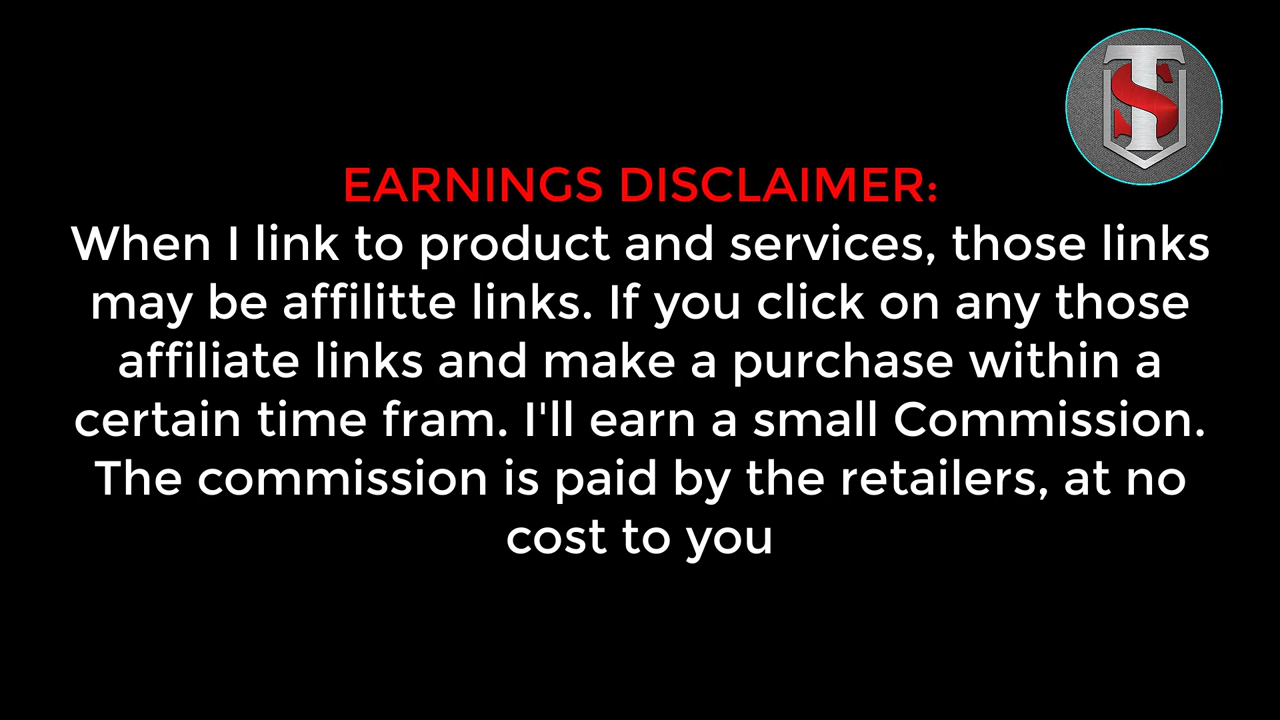 TS
EARNINGS DISCLAIMER:
When I link to product and services, those links
may be affilitte links. If you click on any those
affiliate links and make a purchase within a
certain time fram. I'll earn a small Commission.
The commission is paid by the retailers, at no
cost to you